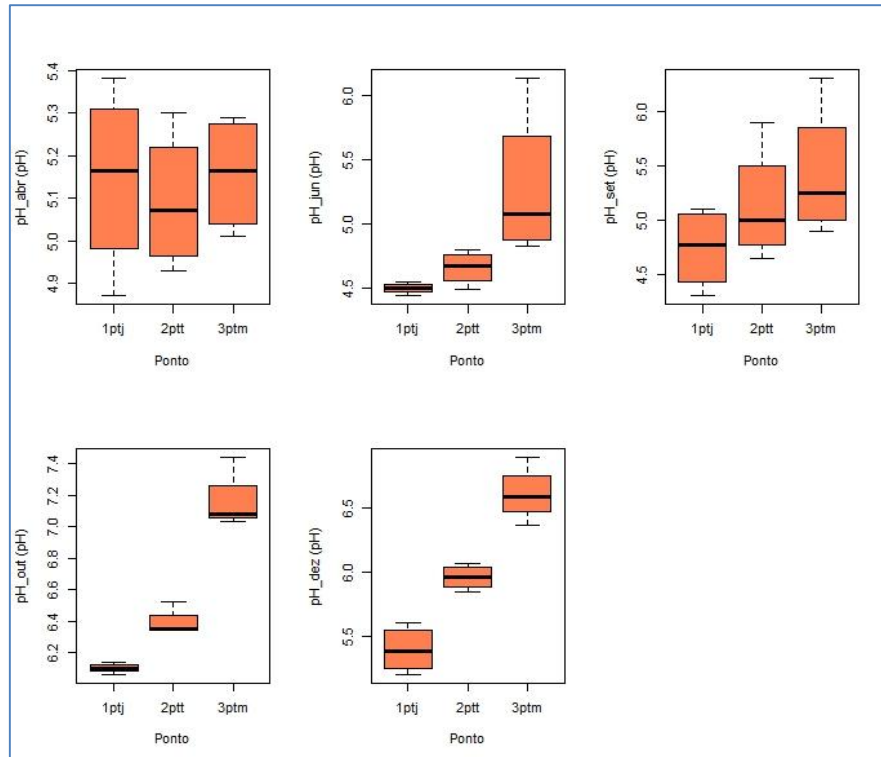 pH_abr (pH)
5.4
5.3
5.2
5.1
5.0
4.9
1ptj 2ptt 3ptm
Ponto
pH_jun (pH)
6.0
5.5
5.0
4.5
1ptj 2ptt 3ptm
Ponto
pH_set (pH)
6.0
5.5
5.0
4.5
1ptj 2ptt 3ptm
Ponto
pH_out (pH)
7.4
7.2
7.0
6.8
6.6
6.4
6.2
1ptj 2ptt 3ptm
Ponto
pH_dez (pH)
6.5
6.0
5.5
1ptj 2ptt 3ptm
Ponto